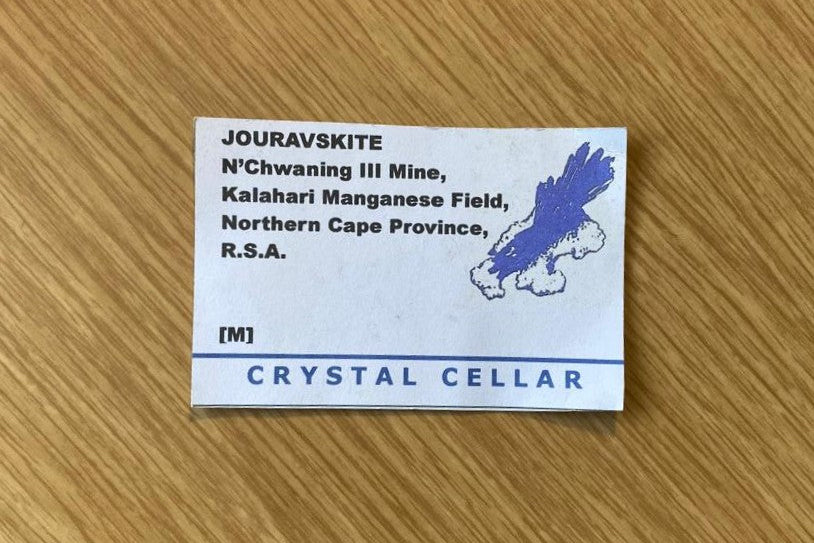 JOURAVSKITE
N’Chwaning III Mine,
Kalahari Manganese Field,
Northern Cape Province,
R.S.A.
[M]
CRYSTAL CELLAR